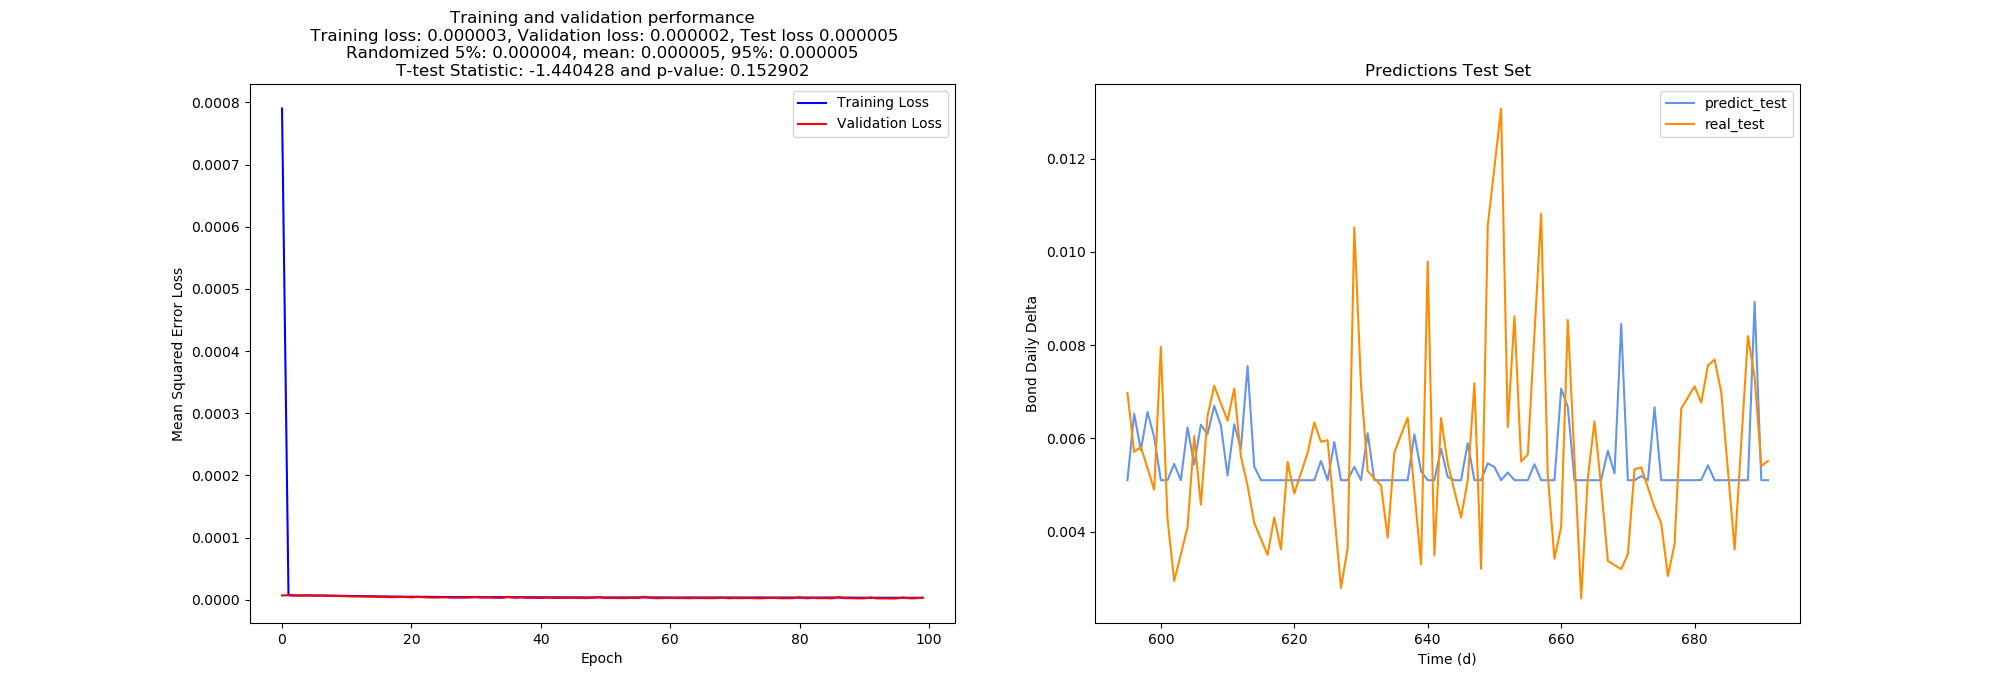 Training and validation performance
Training loss: 0.000003, Validation loss: 0.000002, Test loss 0.000005
Randomized 5%: 0.000004, mean: 0.000005, 95%: 0.000005
T-test Statistic: -1.440428 and p-value: 0.152902
Training Loss
Validation Loss
0.0008
0.0007
0.0006
0.0005
0.0004
0.0003
0.0002
0.0001
0.0000
Mean Squared Error Loss
0
20
40
60
80
100
Epoch
Predictions Test Set
predict_test
real_test
0.012
0.010
0.008
0.006
0.004
Bond Daily Delta
600
620
640
660
680
Time (d)